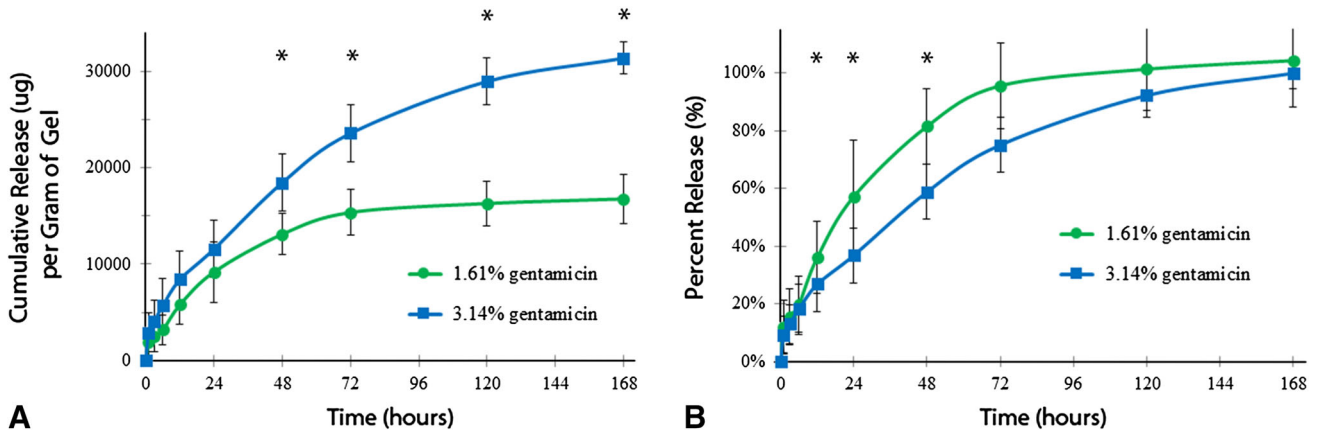 * * * *
Cumulative Release (ug)
per Gram of Gel
30000
20000
10000
0
1.61% gentamicin
3.14% gentamicin
0 24 48 72 96 120 144 168
Time (hours)
A
* * *
Percent Release (%)
100%
80%
60%
40%
20%
0%
1.61% gentamicin
3.14% gentamicin
0 24 48 72 96 120 144 168
Time (hours)
B